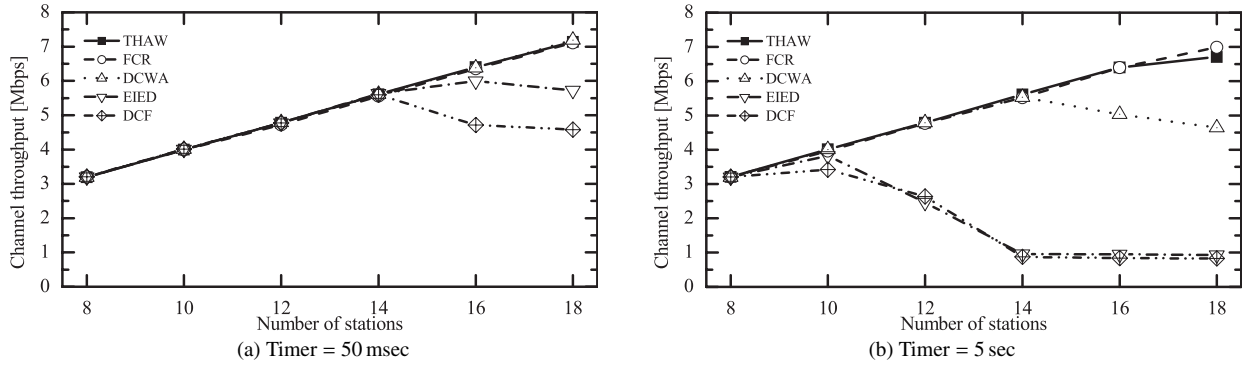 8
7
6
5
4
3
2
1
0
Channel throughput [Mbps]
THAW
FCR
DCWA
EIED
DCF
8 10 12 14 16 18
Number of stations
(a) Timer = 50 msec
8
7
6
5
4
3
2
1
0
Channel throughput [Mbps]
THAW
FCR
DCWA
EIED
DCF
8 10 12 14 16 18
Number of stations
(b) Timer = 5 sec